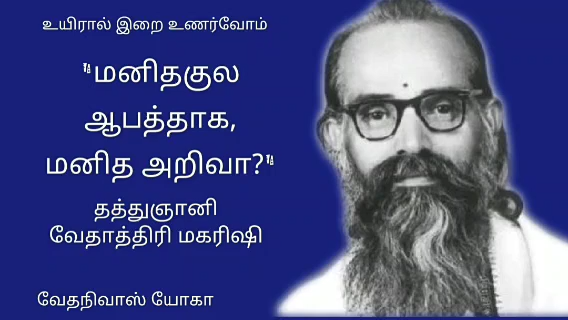 உயிரால் இறை உணர்வோம்
"மனிதகுல
ஆபத்தாக,
மனித அறிவா?"
தத்துஞானி
வேதாத்திரி மகரிஷி
வேதநிவாஸ் யோகா